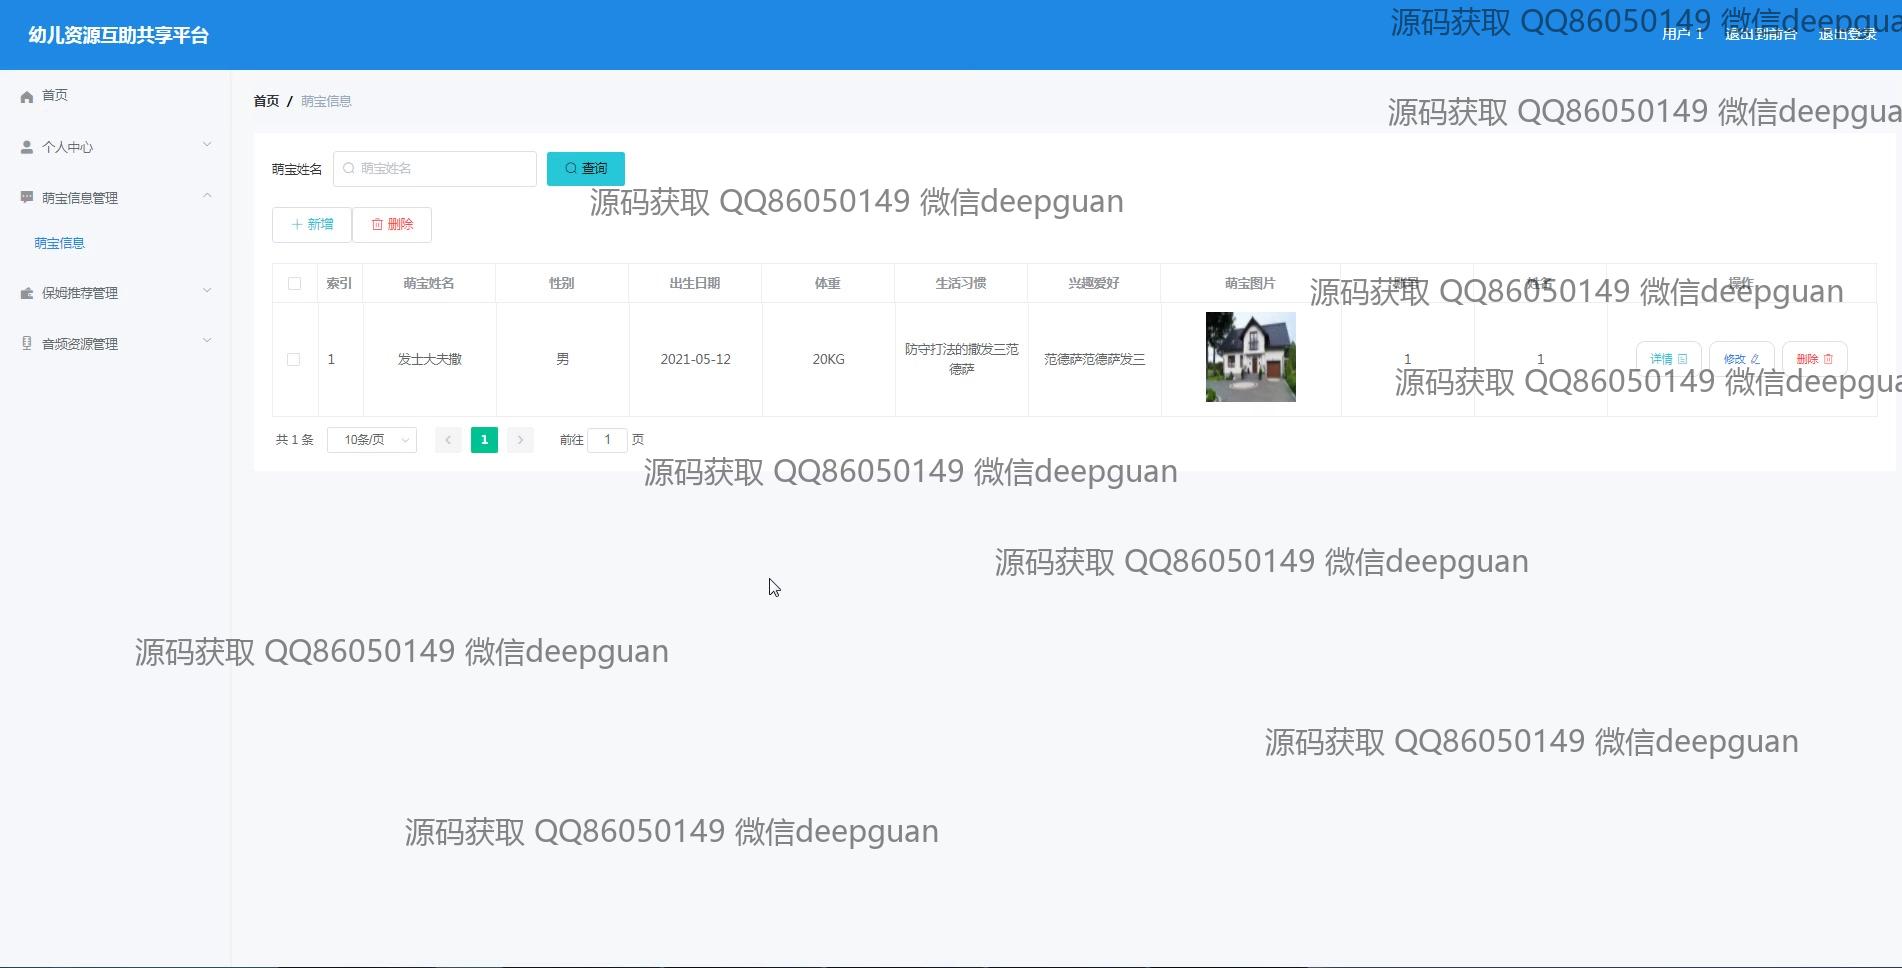 幼儿资源互助共享平台
源码获取 QQ86050149 微信deepgua
用户 1 退出到前台 退出登录
首页
个人中心
萌宝信息管理
萌宝信息
保姆推荐管理
音频资源管理
首页 / 萌宝信息
源码获取 QQ86050149 微信deepgua
萌宝姓名 萌宝姓名 查询
源码获取 QQ86050149 微信deepguan
新增 删除
索引 萌宝姓名 性别 出生日期 体重 生活习惯 兴趣爱好 萌宝图片 账号 姓名 操作
源码获取 QQ86050149 微信deepguan
1 发士大夫撒 男 2021-05-12 20KG 防守打法的撒发三范德萨 范德萨范德萨发三 1 1 详情 修改 删除
源码获取 QQ86050149 微信deepgua
共 1 条 10条/页 1 前往 1 页
源码获取 QQ86050149 微信deepguan
源码获取 QQ86050149 微信deepguan
源码获取 QQ86050149 微信deepguan
源码获取 QQ86050149 微信deepguan
源码获取 QQ86050149 微信deepguan